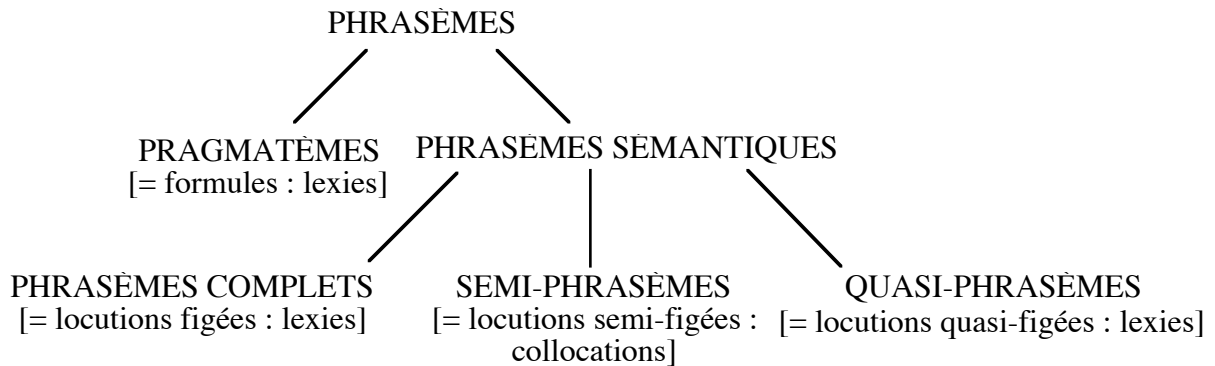 PHRASÈMES
PRAGMATÈMES
[= formules : lexies]
PHRASÈMES SÉMANTIQUES
PHRASÈMES COMPLETS
[= locutions figées : lexies]
SEMI-PHRASÈMES
[= locutions semi-figées :
collocations]
QUASI-PHRASÈMES
[= locutions quasi-figées : lexies]